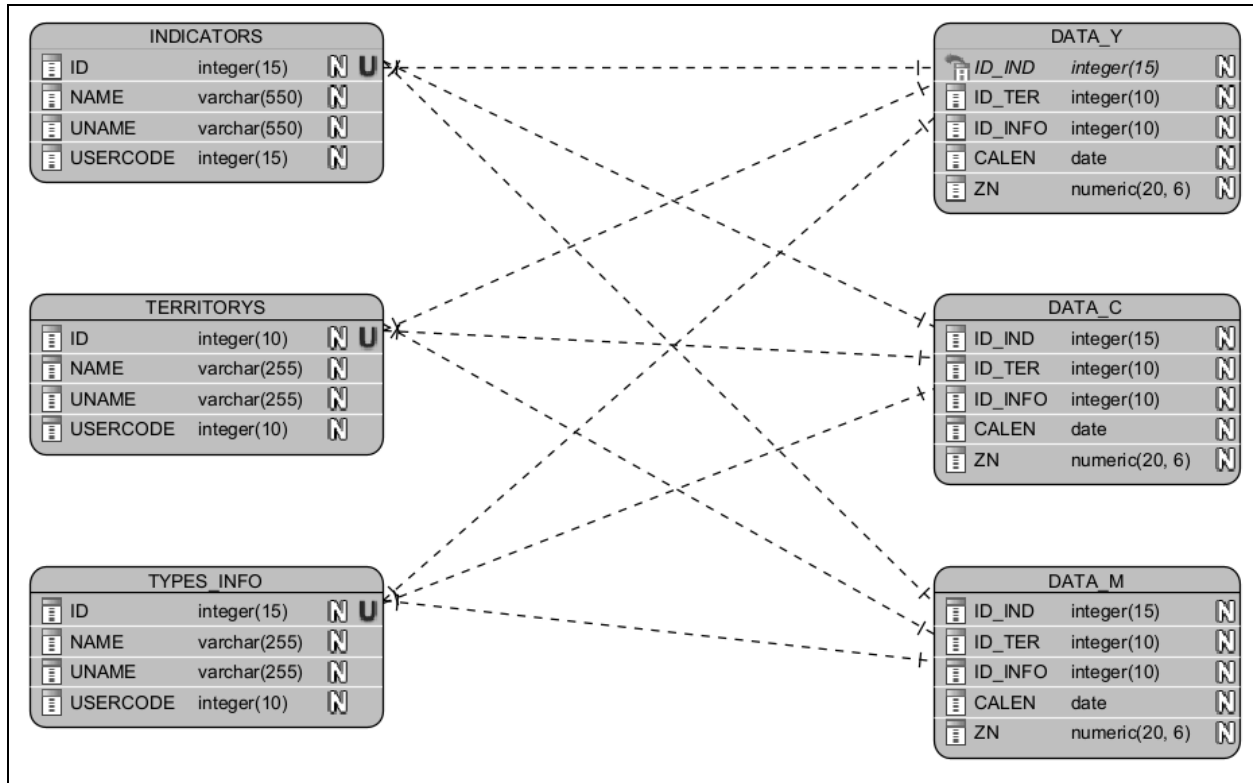 INDICATORS
ID integer(15) N U
NAME varchar(550) N
UNAME varchar(550) N
USERCODE integer(15) N
TERRITORYS
ID integer(10) N U
NAME varchar(255) N
UNAME varchar(255) N
USERCODE integer(10) N
TYPES_INFO
ID integer(15) N U
NAME varchar(255) N
UNAME varchar(255) N
USERCODE integer(10) N
DATA_Y
ID_IND integer(15) N
ID_TER integer(10) N
ID_INFO integer(10) N
CALEN date N
ZN numeric(20, 6) N
DATA_C
ID_IND integer(15) N
ID_TER integer(10) N
ID_INFO integer(10) N
CALEN date N
ZN numeric(20, 6) N
DATA_M
ID_IND integer(15) N
ID_TER integer(10) N
ID_INFO integer(10) N
CALEN date N
ZN numeric(20, 6) N